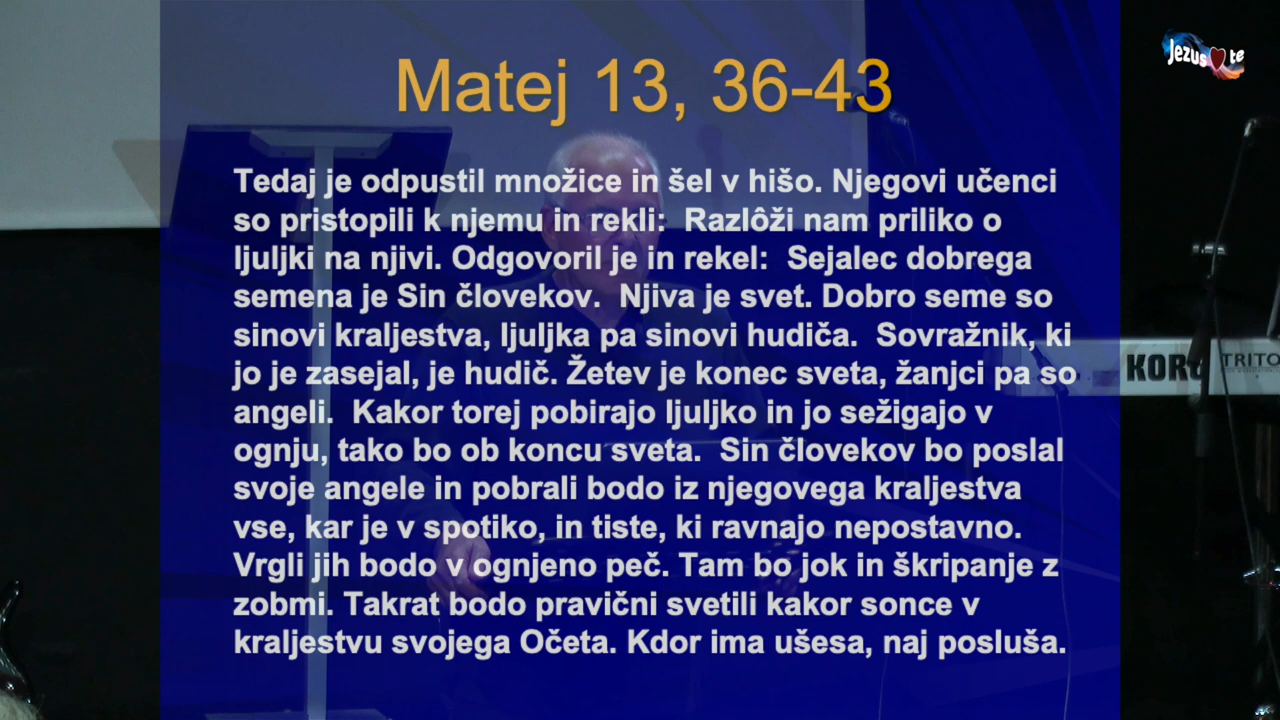 Matej 13, 36-43
Jezus te
Tedaj je odpustil množice in šel v hišo. Njegovi učenci
so pristopili k njemu in rekli:  Razlôži nam priliko o
ljuljki na njivi. Odgovoril je in rekel:  Sejalec dobrega
semena je Sin človekov.  Njiva je svet. Dobro seme so
sinovi kraljestva, ljuljka pa sinovi hudiča.  Sovražnik, ki
jo je zasejal, je hudič. Žetev je konec sveta, žanjci pa so
angeli.  Kakor torej pobirajo ljuljko in jo sežigajo v
ognju, tako bo ob koncu sveta.  Sin človekov bo poslal
svoje angele in pobrali bodo iz njegovega kraljestva
vse, kar je v spotiko, in tiste, ki ravnajo nepostavno.
Vrgli jih bodo v ognjeno peč. Tam bo jok in škripanje z
zobmi. Takrat bodo pravični svetili kakor sonce v
kraljestvu svojega Očeta. Kdor ima ušesa, naj posluša.
KORG
TRITO